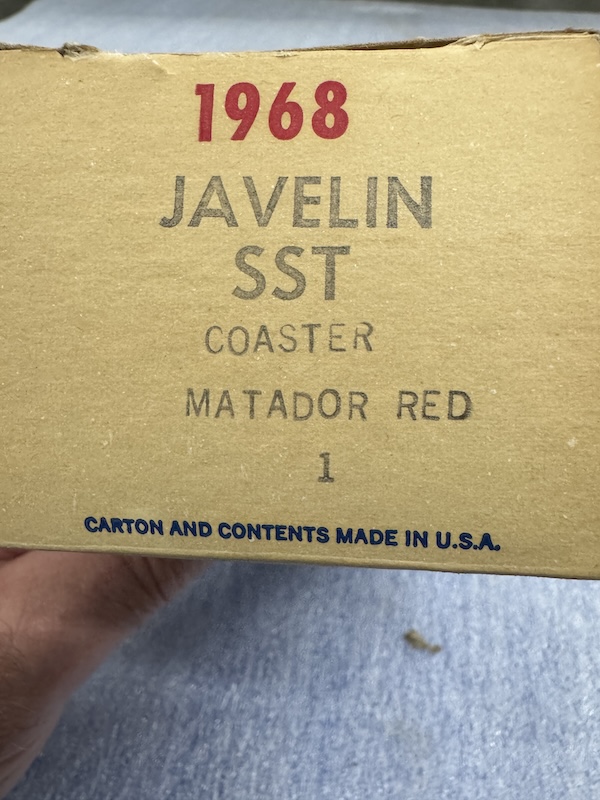 1968
JAVELIN
SST
COASTER
MATADOR RED
1
CARTON AND CONTENTS MADE IN U.S.A.